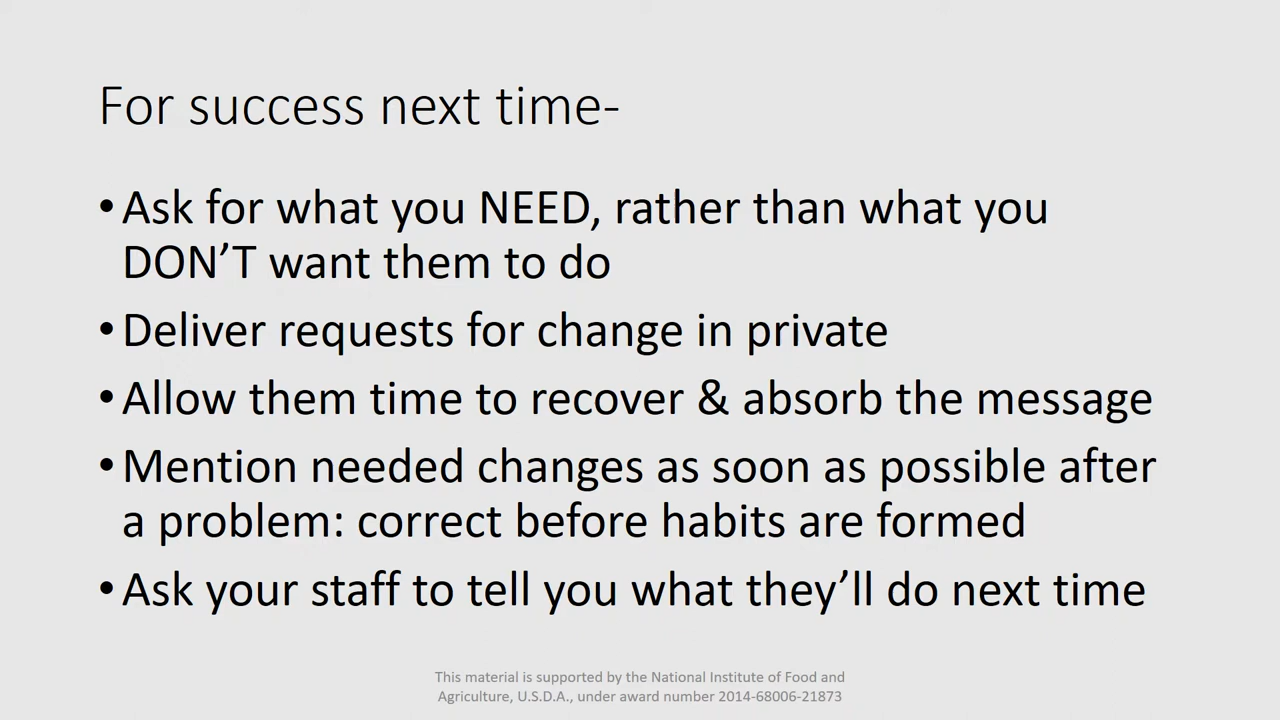 For success next time-
•Ask for what you NEED, rather than what you
DON’T want them to do
•Deliver requests for change in private
•Allow them time to recover & absorb the message
•Mention needed changes as soon as possible after
a problem: correct before habits are formed
•Ask your staff to tell you what they’ll do next time
This material is supported by the National Institute of Food and
Agriculture, U.S.D.A., under award number 2014-68006-21873